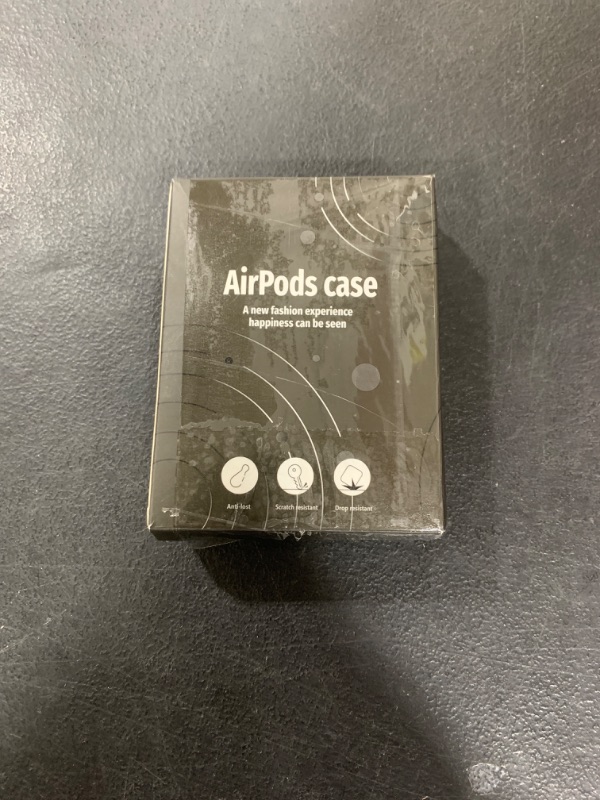 AirPods case
A new fashion experience
happiness can be seen
Anti-lost
Scratch resistant
Drop resistant